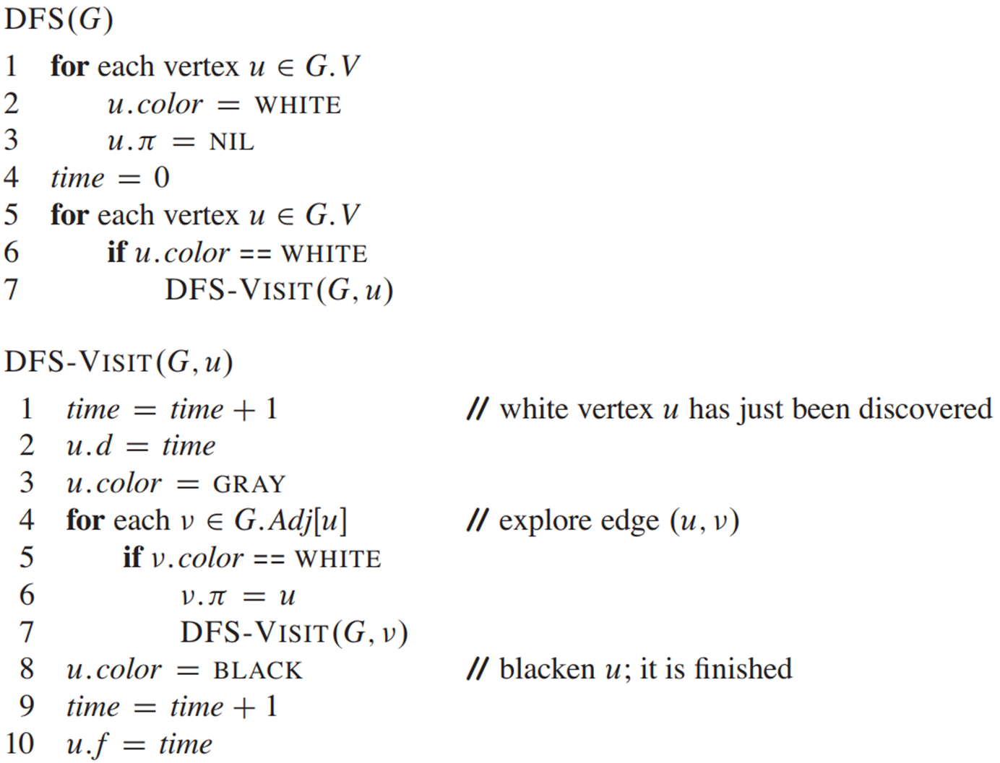 DFS(G)
1 for each vertex u ∈ G.V
2 u.color = WHITE
3 u.π = NIL
4 time = 0
5 for each vertex u ∈ G.V
6 if u.color == WHITE
7 DFS-VISIT(G, u)
DFS-VISIT(G, u)
1 time = time + 1 // white vertex u has just been discovered
2 u.d = time
3 u.color = GRAY
4 for each v ∈ G.Adj[u] // explore edge (u, v)
5 if v.color == WHITE
6 v.π = u
7 DFS-VISIT(G, v)
8 u.color = BLACK // blacken u; it is finished
9 time = time + 1
10 u.f = time